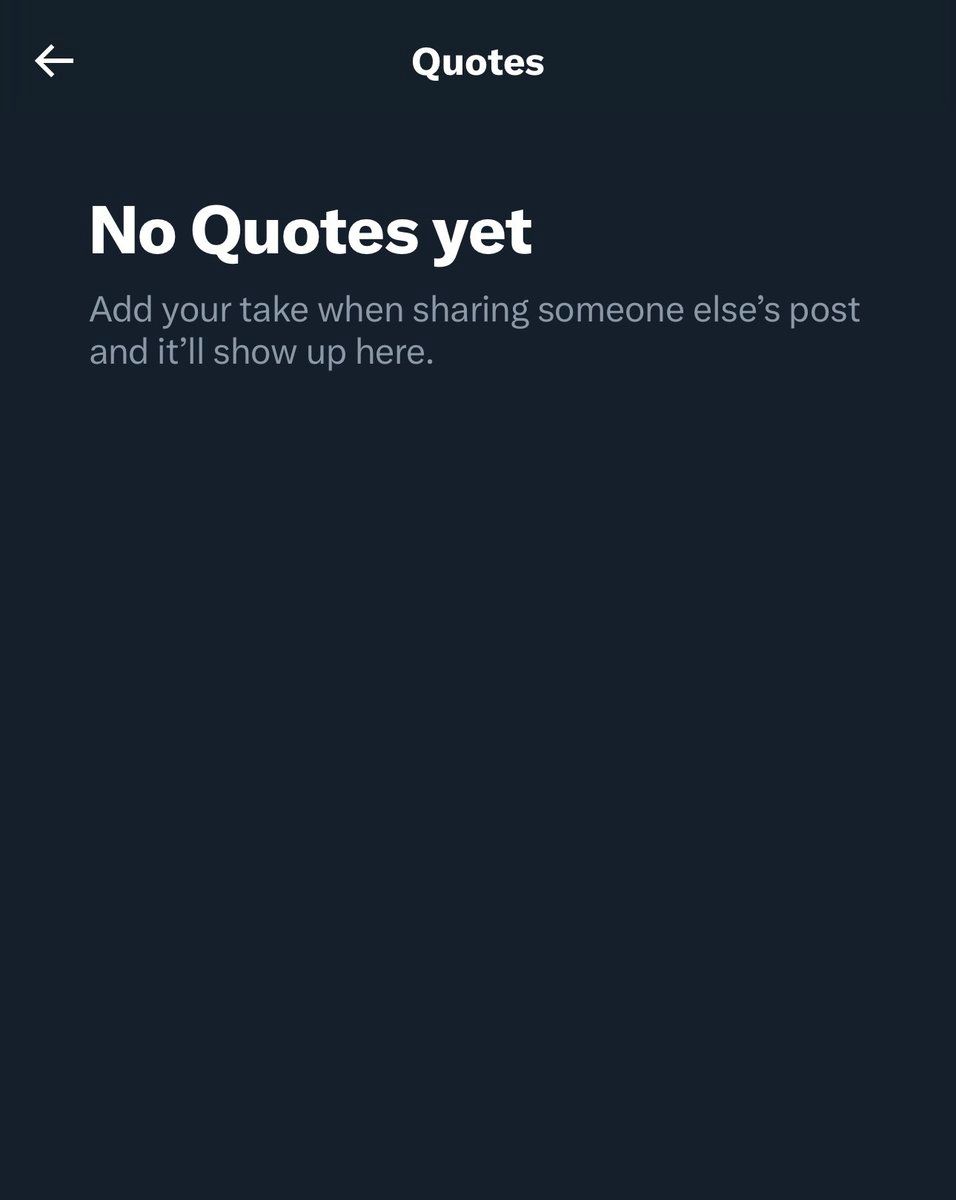 Quotes
No Quotes yet
Add your take when sharing someone else’s post
and it’ll show up here.